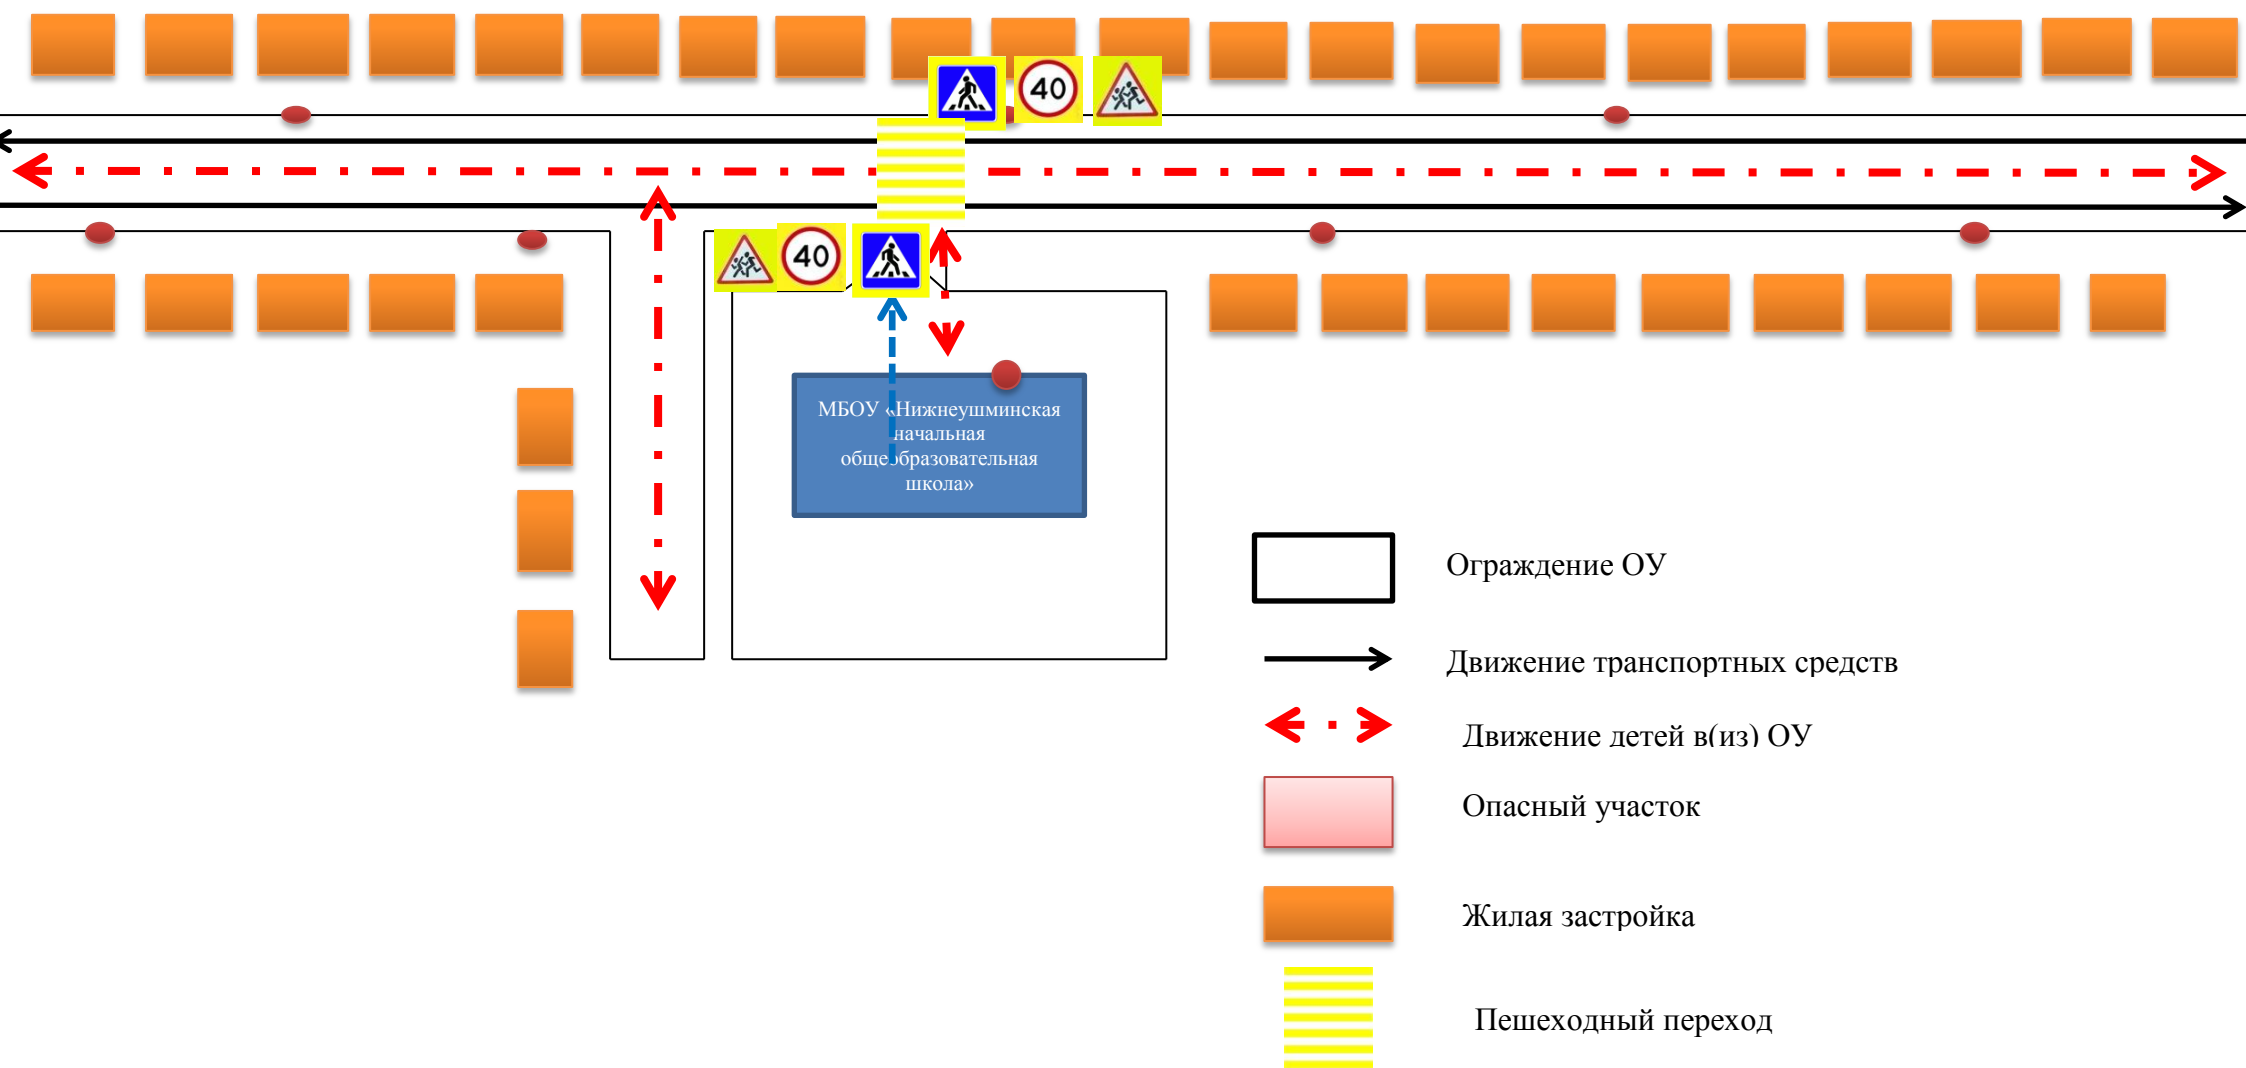 40
40
МБОУ «Нижнеушминская
начальная
общеобразовательная
школа»
Ограждение ОУ
Движение транспортных средств
Движение детей в(из) ОУ
Опасный участок
Жилая застройка
Пешеходный переход